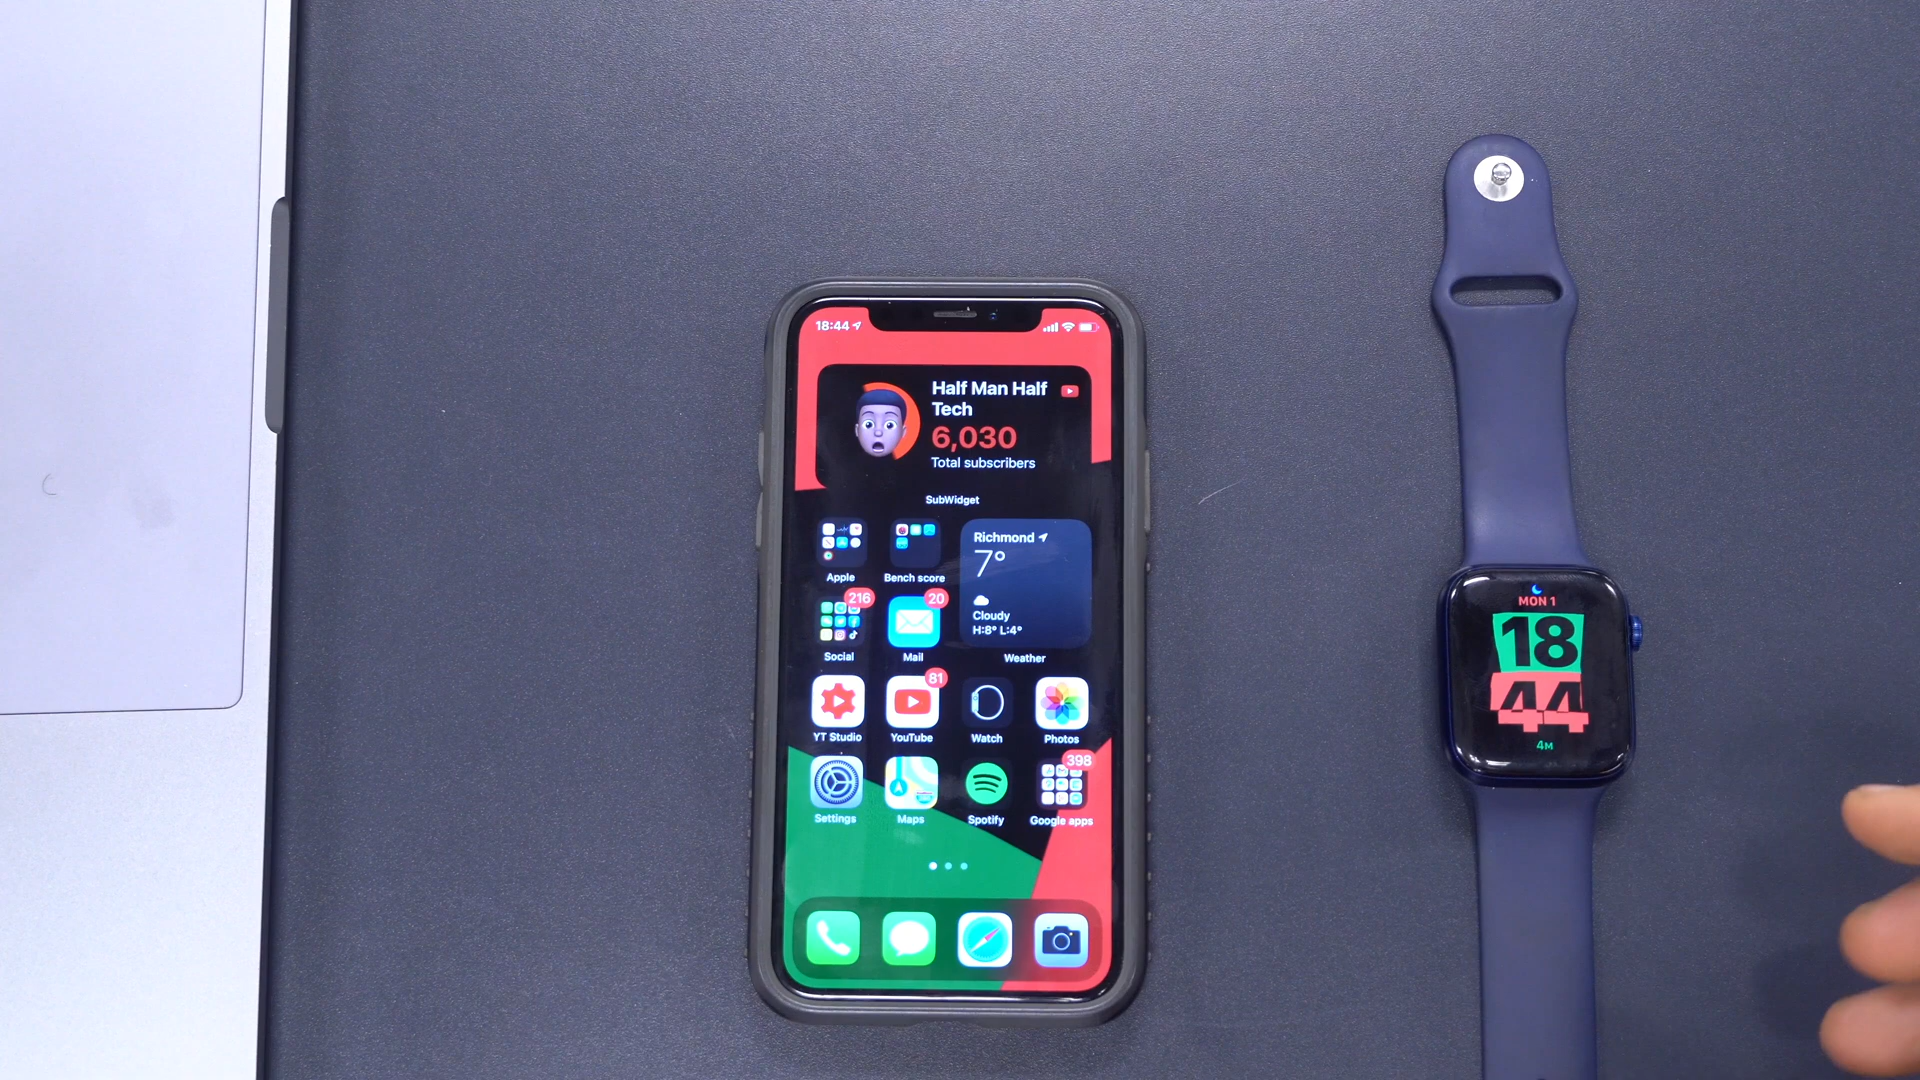 18:44
Half Man Half
Tech
6,030
Total subscribers
SubWidget
Richmond
7°
Cloudy
H:8° L:4°
Apple
Bench score
216
20
Social
Mail
Weather
81
YT Studio
YouTube
Watch
Photos
398
Settings
Maps
Spotify
Google apps
MON 1
18
44
4M